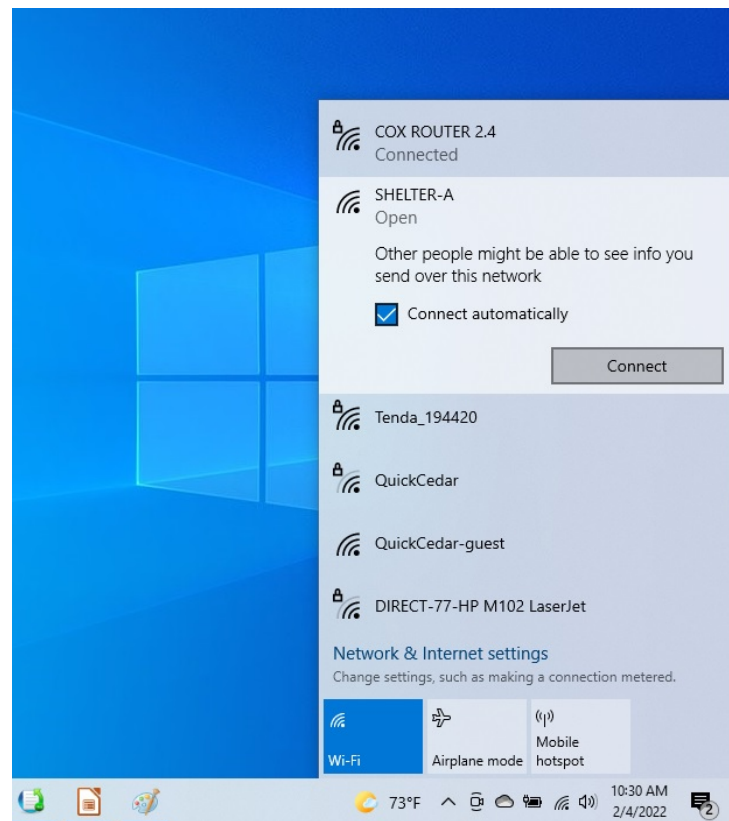 COX ROUTER 2.4
Connected
SHELTER-A
Open
Other people might be able to see info you
send over this network
Connect automatically
Connect
Tenda_194420
QuickCedar
QuickCedar-guest
DIRECT-77-HP M102 LaserJet
Network & Internet settings
Change settings, such as making a connection metered.
Wi-Fi
Airplane mode
Mobile
hotspot
73°F
10:30 AM
2/4/2022
2